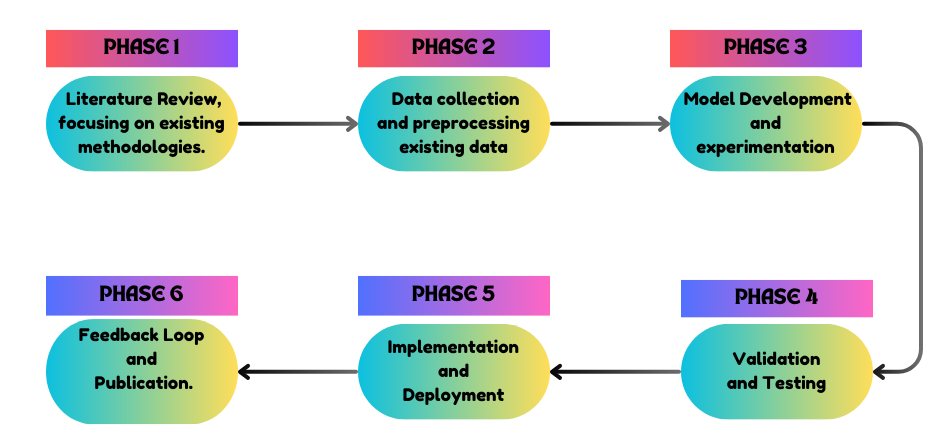 PHASE 1
Literature Review,
focusing on existing
methodologies.
PHASE 2
Data collection
and preprocessing
existing data
PHASE 3
Model Development
and
experimentation
PHASE 4
Validation
and Testing
PHASE 5
Implementation
and
Deployment
PHASE 6
Feedback Loop
and
Publication.